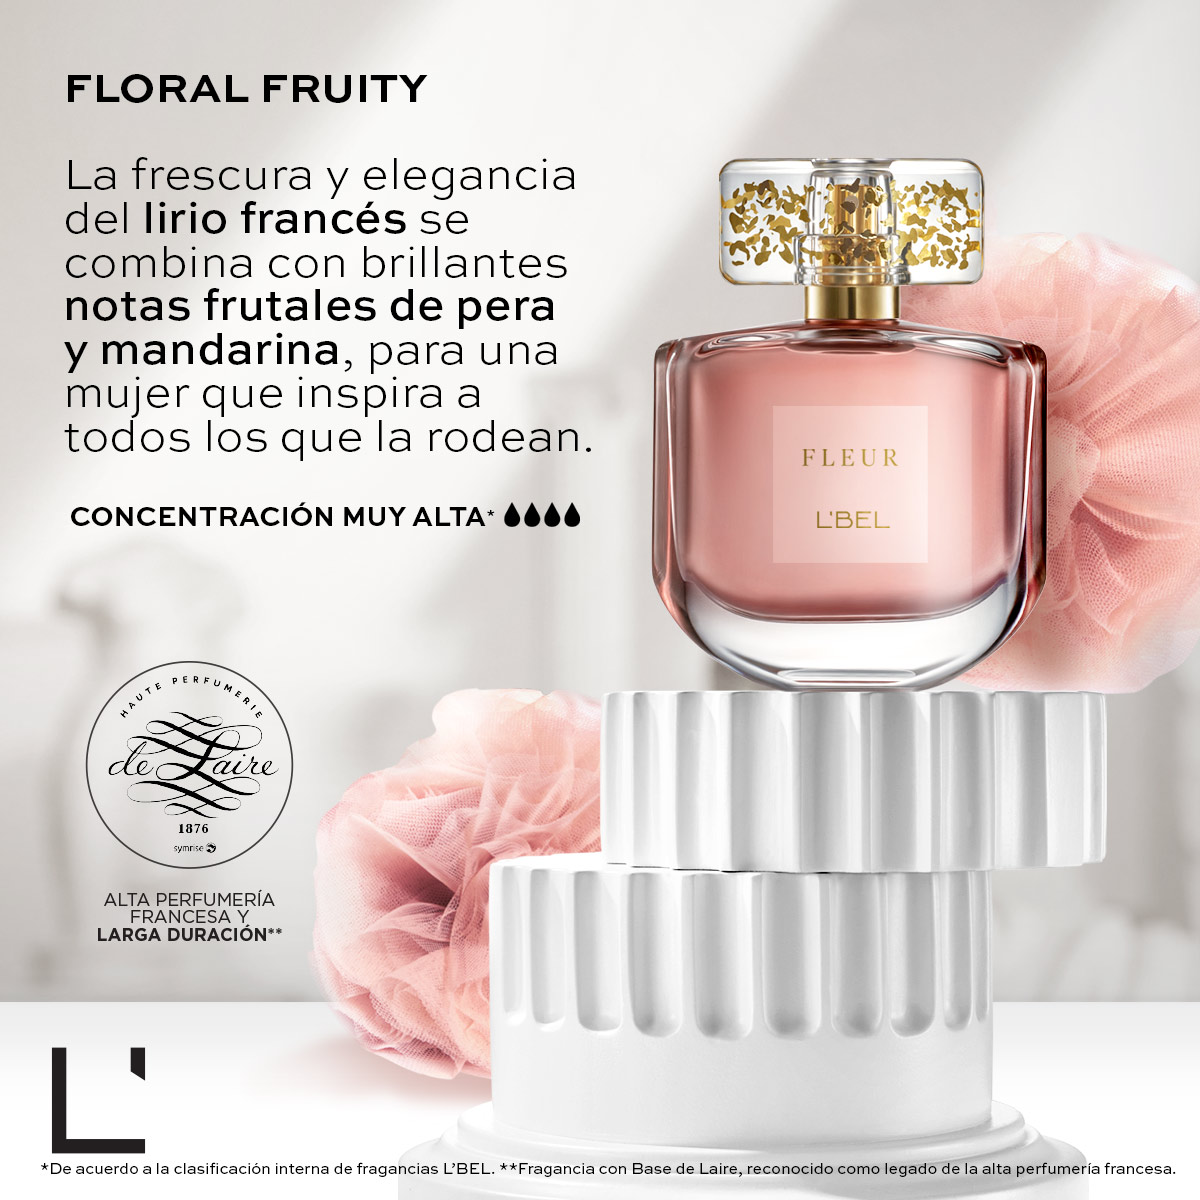 FLORAL FRUITY
La frescura y elegancia
del lirio francés se
combina con brillantes
notas frutales de pera
y mandarina, para una
mujer que inspira a
todos los que la rodean.
CONCENTRACIÓN MUY ALTA*
FLEUR
L'BEL
HAUTE PERFUMERIE
de Laire
1876
symrise
ALTA PERFUMERÍA
FRANCESA Y
LARGA DURACIÓN**
L'
*De acuerdo a la clasificación interna de fragancias L'BEL. **Fragancia con Base de Laire, reconocido como legado de la alta perfumería francesa.